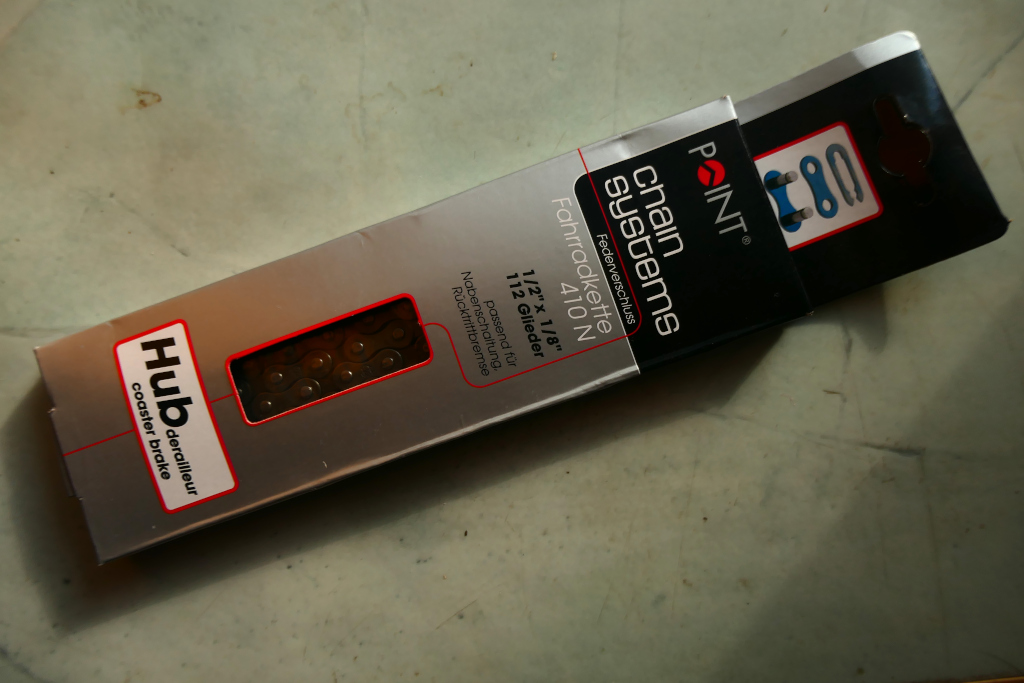 POINT®
chain
systems
Federverschluss
Fahrradkette
410 N
1/2" x 1/8"
112 Glieder
passend für
Nabenschaltung,
Rücktrittbremse
Hub derailleur
coaster brake